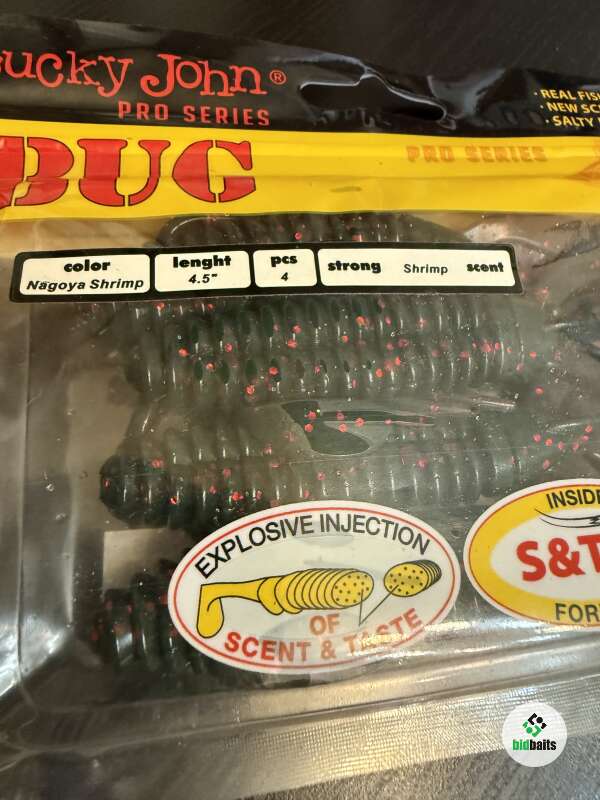 ucky John®
PRO SERIES
BUG
PRO SERIES
· REAL FIS
· NEW SC
· SALTY
color
Nagoya Shrimp
lenght
4.5"
pcs
4
strong Shrimp scent
EXPLOSIVE INJECTION
OF
SCENT & TASTE
INSIDE
S&T
FOR
bidbaits